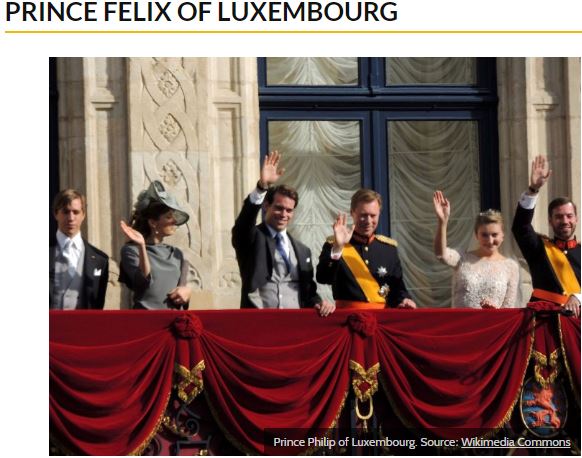 PRINCE FELIX OF LUXEMBOURG
Prince Philip of Luxembourg. Source: Wikimedia Commons